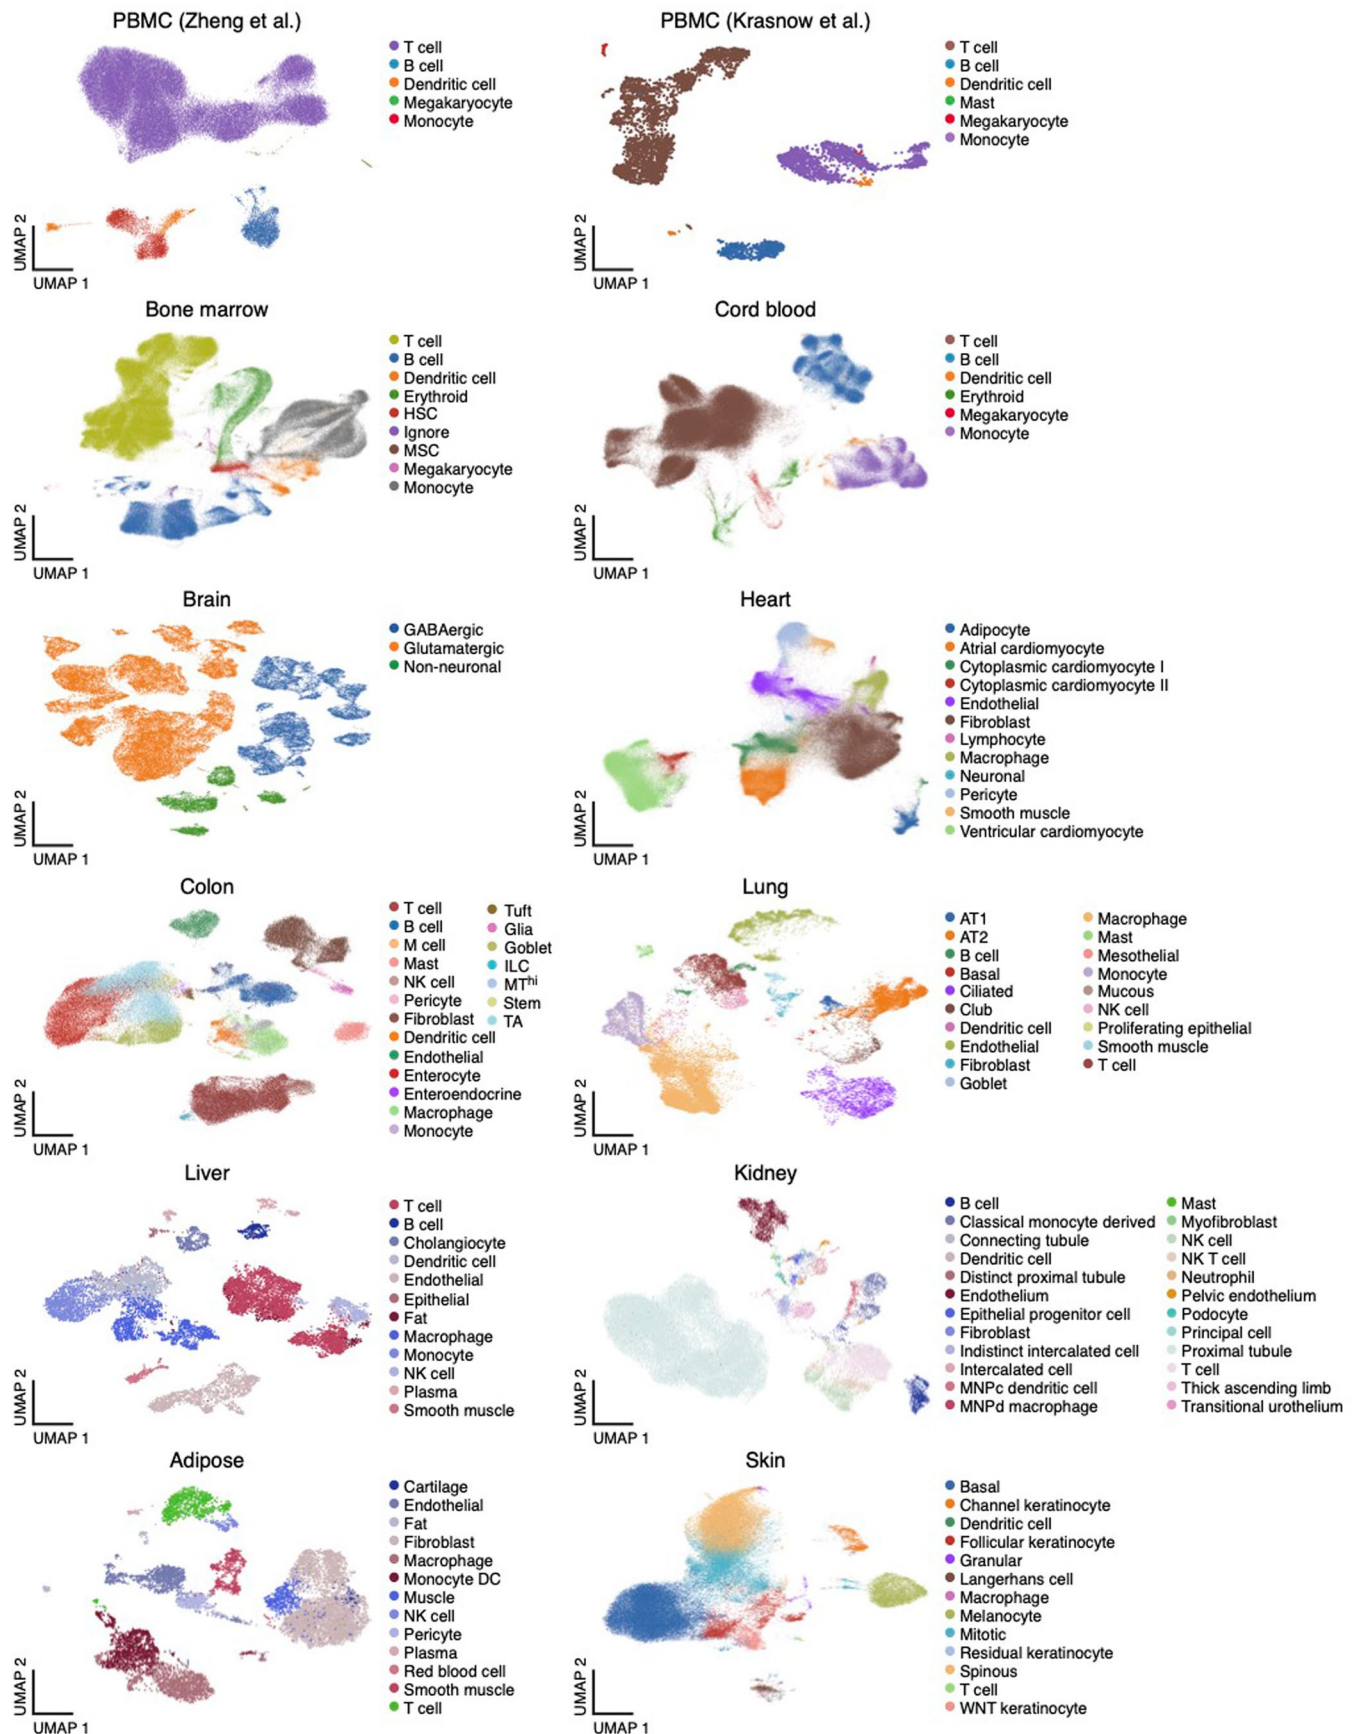 PBMC (Zheng et al.)
T cell
B cell
Dendritic cell
Megakaryocyte
Monocyte
UMAP 2
UMAP 1
PBMC (Krasnow et al.)
T cell
B cell
Dendritic cell
Mast
Megakaryocyte
Monocyte
UMAP 2
UMAP 1
Bone marrow
T cell
B cell
Dendritic cell
Erythroid
HSC
Ignore
MSC
Megakaryocyte
Monocyte
UMAP 2
UMAP 1
Cord blood
T cell
B cell
Dendritic cell
Erythroid
Megakaryocyte
Monocyte
UMAP 2
UMAP 1
Brain
GABAergic
Glutamatergic
Non-neuronal
UMAP 2
UMAP 1
Heart
Adipocyte
Atrial cardiomyocyte
Cytoplasmic cardiomyocyte I
Cytoplasmic cardiomyocyte II
Endothelial
Fibroblast
Lymphocyte
Macrophage
Neuronal
Pericyte
Smooth muscle
Ventricular cardiomyocyte
UMAP 2
UMAP 1
Colon
T cell
B cell
M cell
Mast
NK cell
Pericyte
Fibroblast
Dendritic cell
Endothelial
Enterocyte
Enteroendocrine
Macrophage
Monocyte
Tuft
Glia
Goblet
ILC
MThi
Stem
TA
UMAP 2
UMAP 1
Lung
AT1
AT2
B cell
Basal
Ciliated
Club
Dendritic cell
Endothelial
Fibroblast
Goblet
Macrophage
Mast
Mesothelial
Monocyte
Mucous
NK cell
Proliferating epithelial
Smooth muscle
T cell
UMAP 2
UMAP 1
Liver
T cell
B cell
Cholangiocyte
Dendritic cell
Endothelial
Epithelial
Fat
Macrophage
Monocyte
NK cell
Plasma
Smooth muscle
UMAP 2
UMAP 1
Kidney
B cell
Classical monocyte derived
Connecting tubule
Dendritic cell
Distinct proximal tubule
Endothelium
Epithelial progenitor cell
Fibroblast
Indistinct intercalated cell
Intercalated cell
MNPc dendritic cell
MNPd macrophage
Mast
Myofibroblast
NK cell
NK T cell
Neutrophil
Pelvic endothelium
Podocyte
Principal cell
Proximal tubule
T cell
Thick ascending limb
Transitional urothelium
UMAP 2
UMAP 1
Adipose
Cartilage
Endothelial
Fat
Fibroblast
Macrophage
Monocyte DC
Muscle
NK cell
Pericyte
Plasma
Red blood cell
Smooth muscle
T cell
UMAP 2
UMAP 1
Skin
Basal
Channel keratinocyte
Dendritic cell
Follicular keratinocyte
Granular
Langerhans cell
Macrophage
Melanocyte
Mitotic
Residual keratinocyte
Spinous
T cell
WNT keratinocyte
UMAP 2
UMAP 1